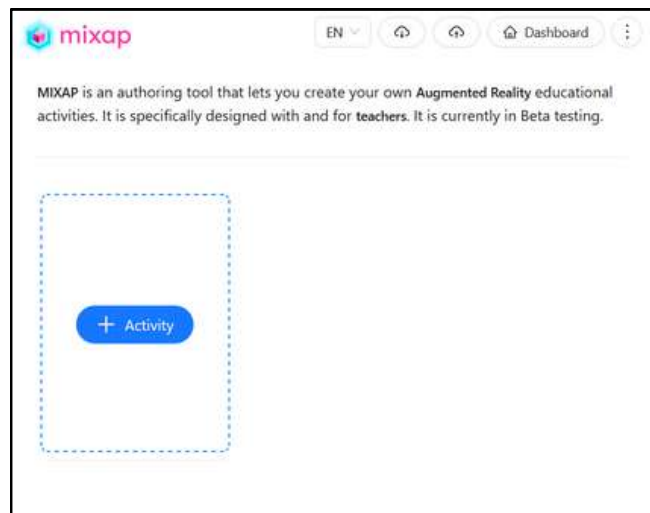 mixap
EN
Dashboard
MIXAP is an authoring tool that lets you create your own Augmented Reality educational
activities. It is specifically designed with and for teachers. It is currently in Beta testing.
+ Activity